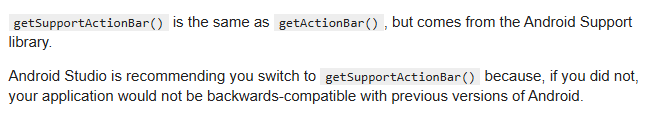 getSupportActionBar() is the same as getActionBar() , but comes from the Android Support
library.
Android Studio is recommending you switch to getSupportActionBar() because, if you did not,
your application would not be backwards-compatible with previous versions of Android.